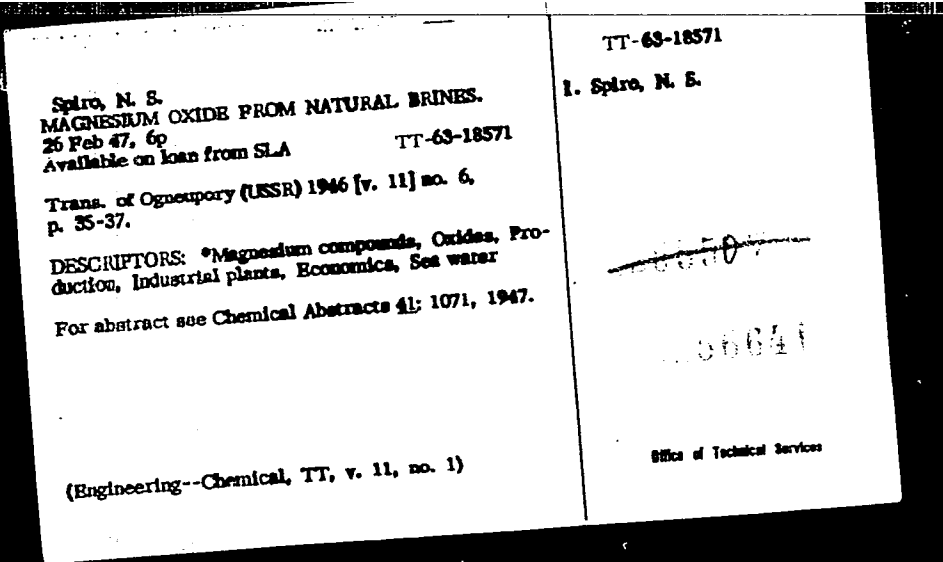 Spiro, N. S.
MAGNESIUM OXIDE FROM NATURAL BRINES.
26 Feb 47, 6p
Available on loan from SLA TT-63-18571
Trans. of Ogneupory (USSR) 1946 [v. 11] no. 6,
p. 35-37.
DESCRIPTORS: *Magnesium compounds, Oxides, Pro-
duction, Industrial plants, Economics, Sea water
For abstract see Chemical Abstracts 41: 1071, 1947.
(Engineering--Chemical, TT, v. 11, no. 1)
TT-63-18571
I. Spiro, N. S.
Office of Technical Services